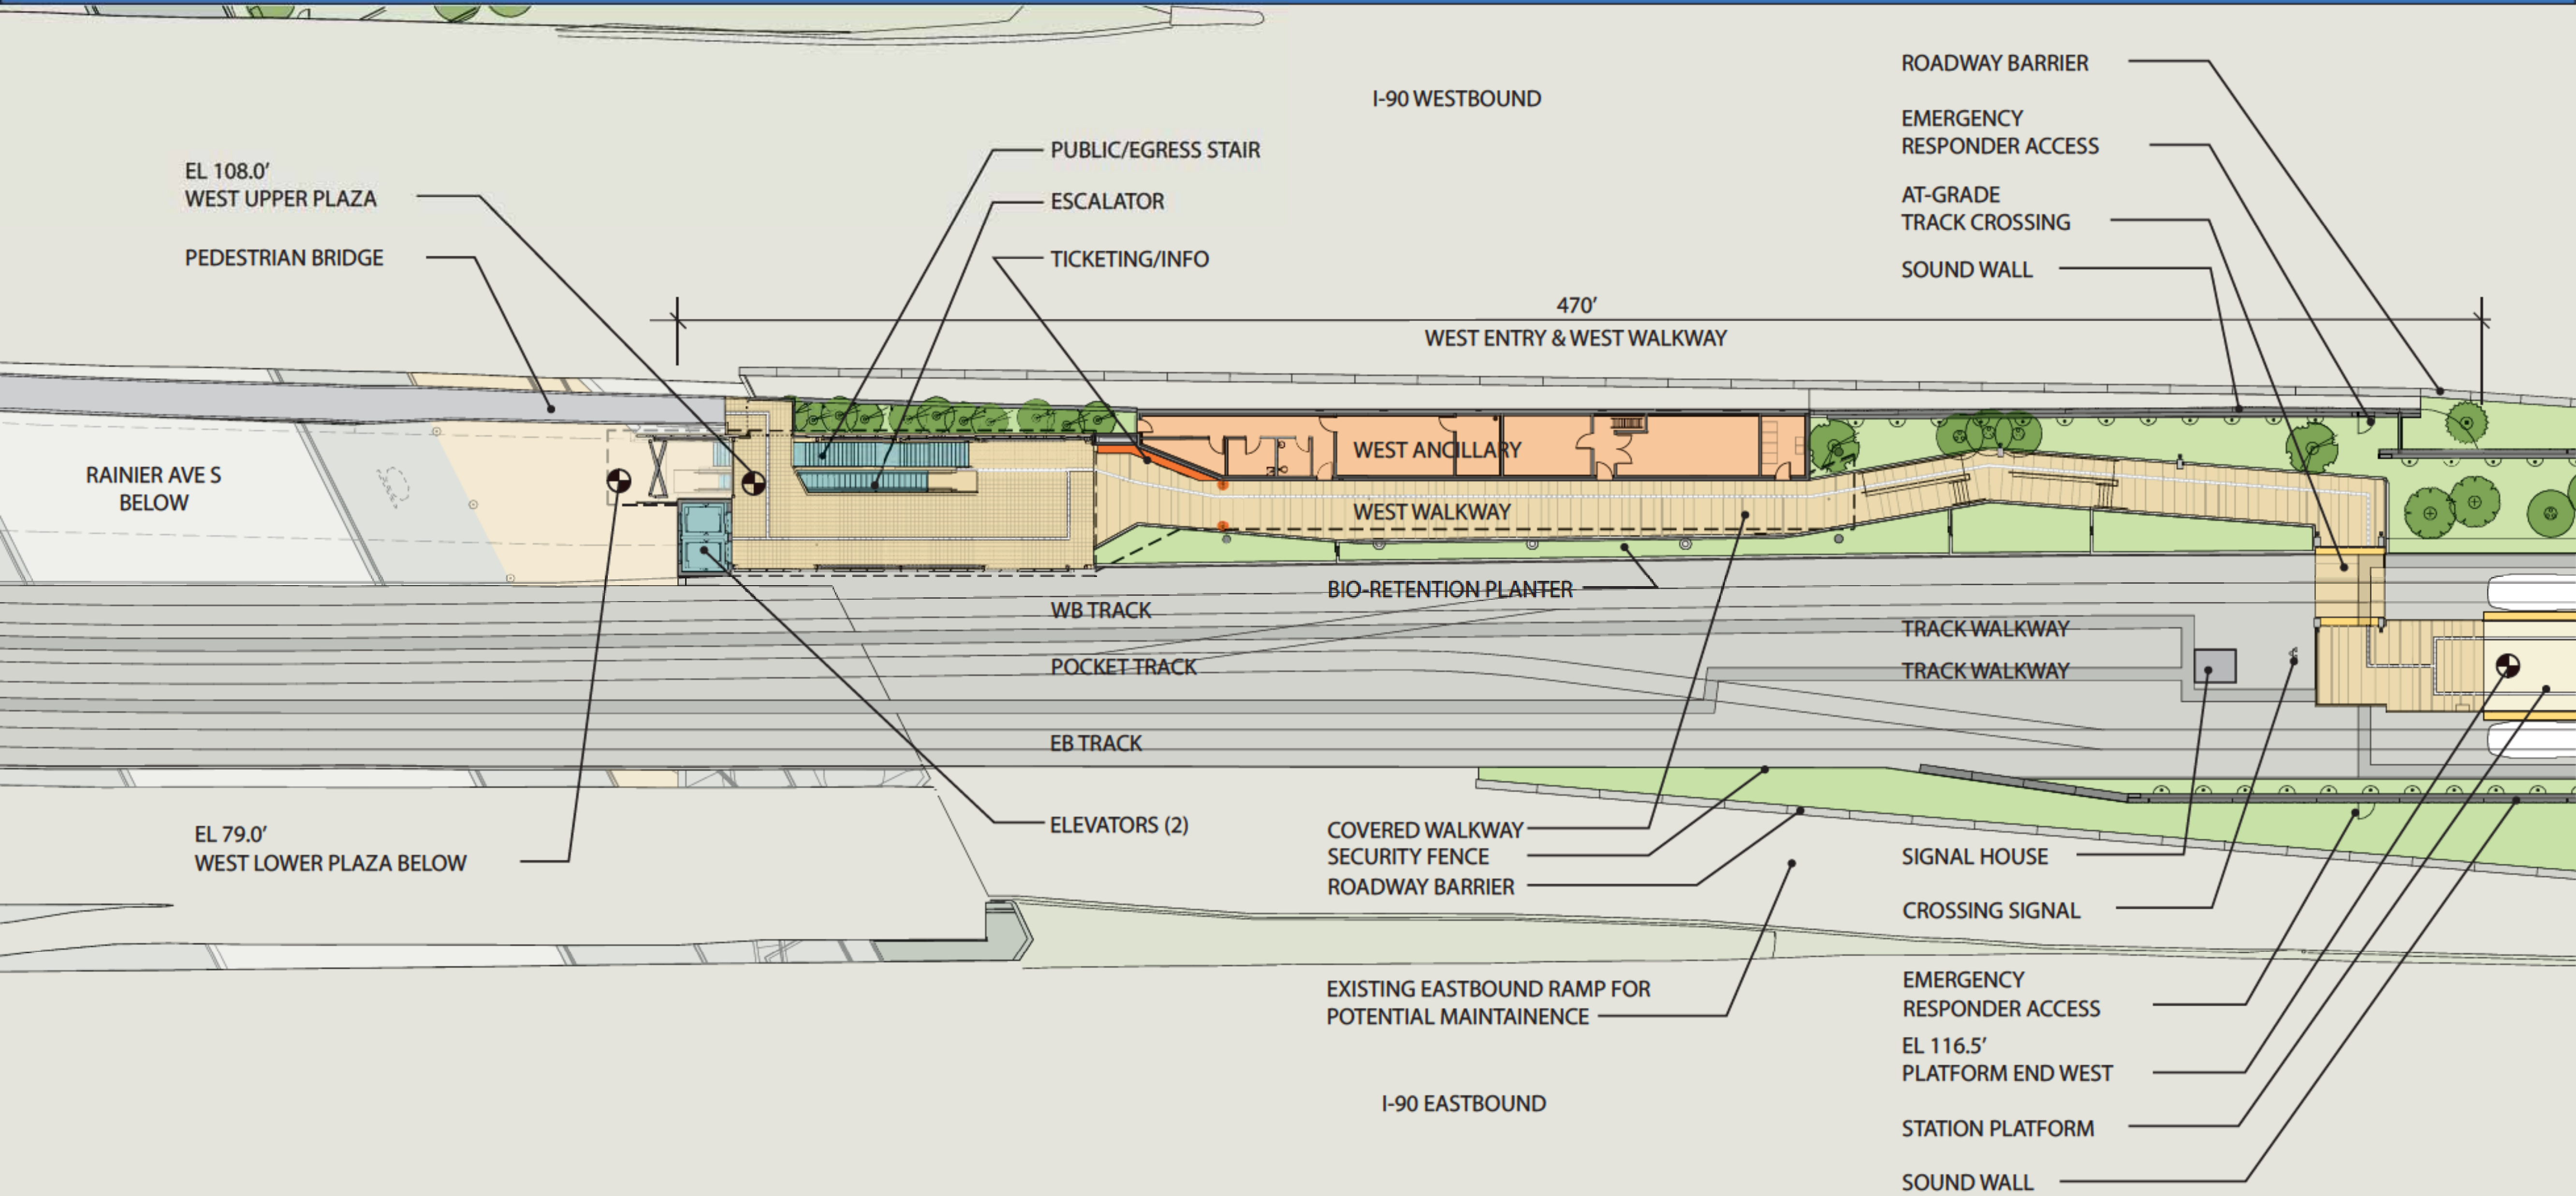 ROADWAY BARRIER
I-90 WESTBOUND
EMERGENCY
RESPONDER ACCESS
PUBLIC/EGRESS STAIR
EL 108.0’
WEST UPPER PLAZA
ESCALATOR
AT-GRADE
TRACK CROSSING
PEDESTRIAN BRIDGE
TICKETING/INFO
SOUND WALL
470’
WEST ENTRY & WEST WALKWAY
WEST ANCILLARY
RAINIER AVE S
BELOW
WEST WALKWAY
BIO-RETENTION PLANTER
WB TRACK
TRACK WALKWAY
POCKET TRACK
TRACK WALKWAY
EB TRACK
EL 79.0’
WEST LOWER PLAZA BELOW
ELEVATORS (2)
COVERED WALKWAY
SECURITY FENCE
ROADWAY BARRIER
SIGNAL HOUSE
CROSSING SIGNAL
EXISTING EASTBOUND RAMP FOR
POTENTIAL MAINTAINENCE
EMERGENCY
RESPONDER ACCESS
EL 116.5’
PLATFORM END WEST
I-90 EASTBOUND
STATION PLATFORM
SOUND WALL